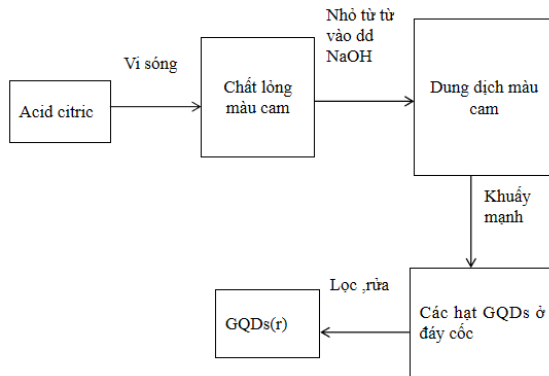 Acid citric
Vi sóng
Chất lỏng
màu cam
Nhỏ từ từ
vào dd
NaOH
Dung dịch màu
cam
Khuấy
mạnh
Các hạt GQDs ở
đáy cốc
Lọc ,rửa
GQDs(r)